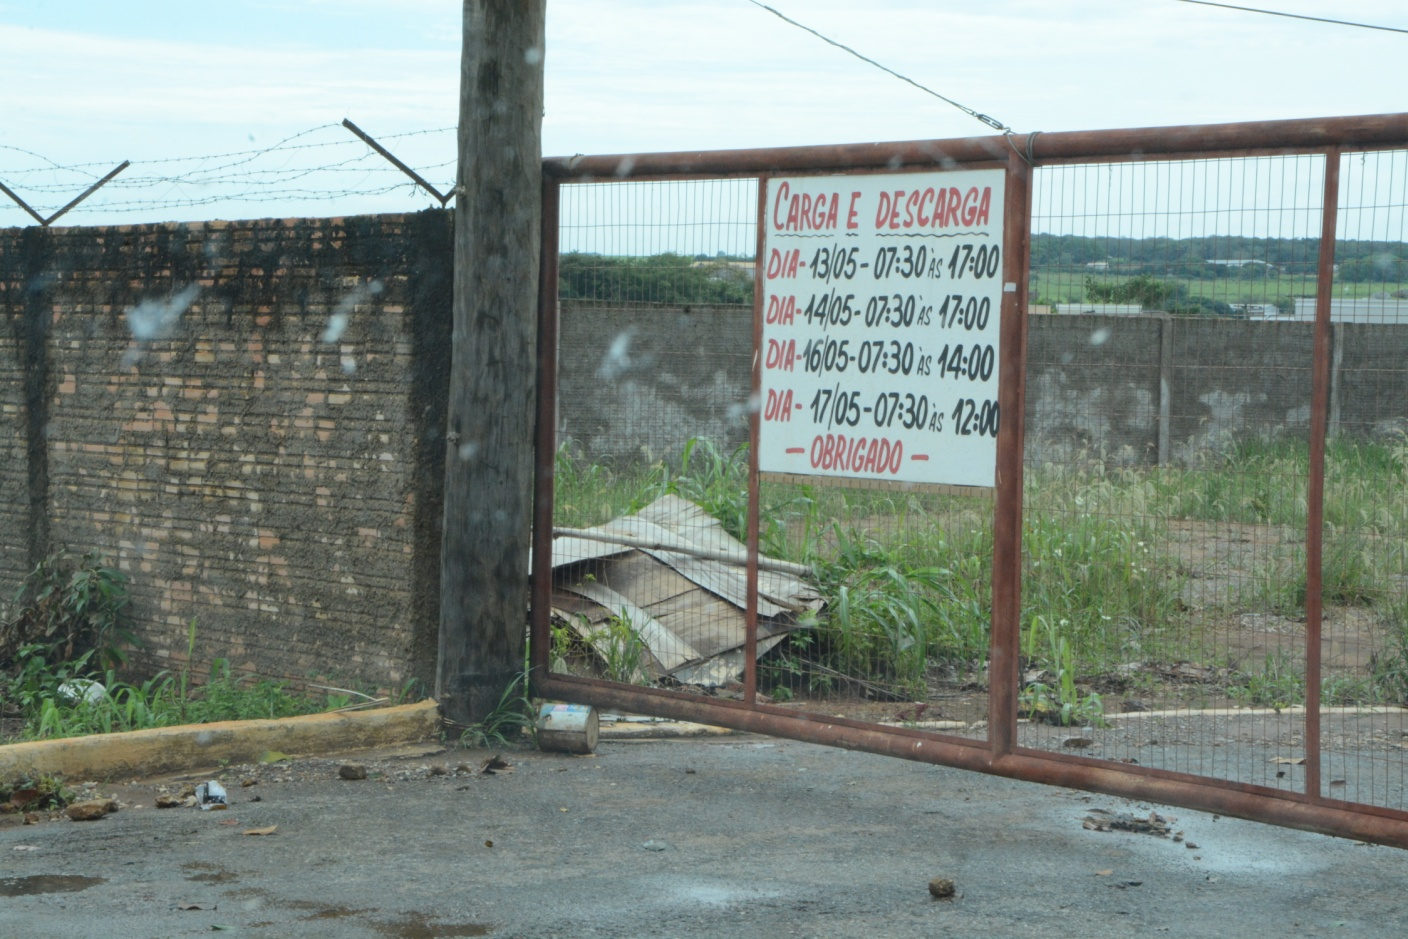 CARGA E DESCARGA
DIA-13/05-07:30 ÀS 17:00
DIA-14/05-07:30 ÀS 17:00
DIA-16/05-07:30 ÀS 14:00
DIA-17/05-07:30 ÀS 12:00
- OBRIGADO -